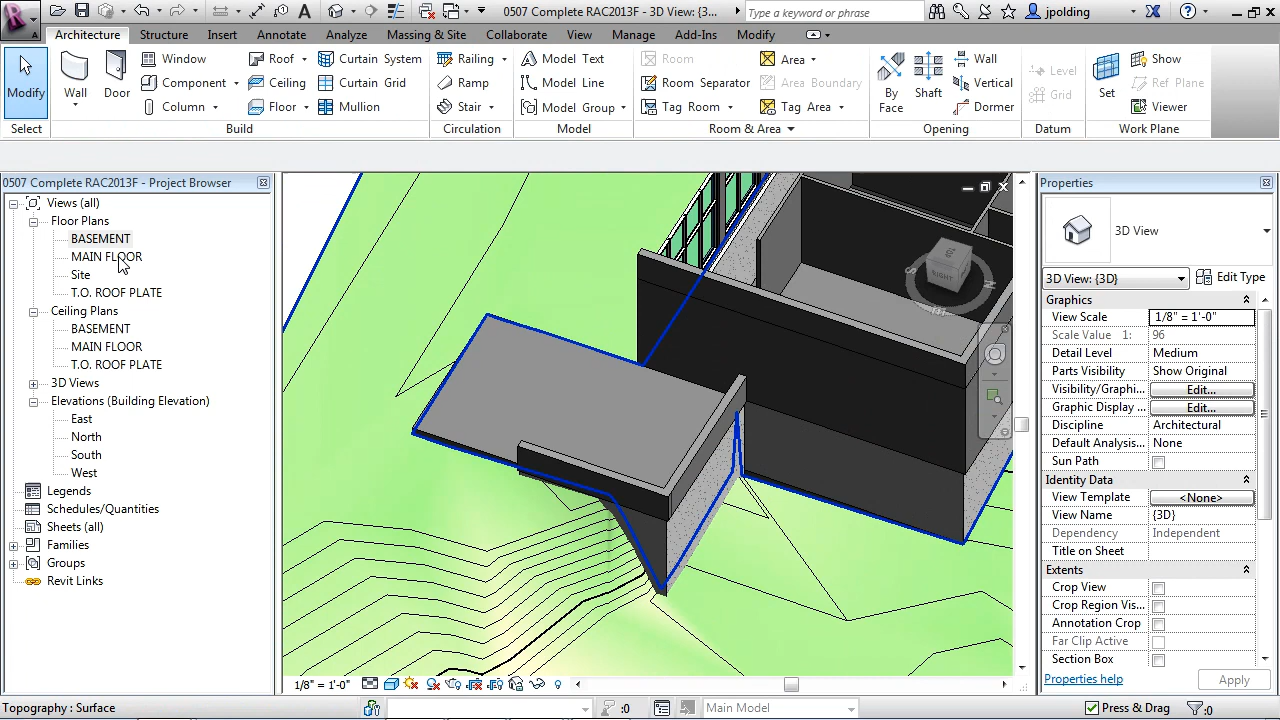 0507 Complete RAC2013F - 3D View: {3...
Type a keyword or phrase
jpolding
Architecture Structure Insert Annotate Analyze Massing & Site Collaborate View Manage Add-Ins Modify
Modify
Wall
Door
Window
Component
Column
Roof
Ceiling
Floor
Curtain System
Curtain Grid
Mullion
Railing
Ramp
Stair
Model Text
Model Line
Model Group
Room
Room Separator
Tag Room
Area
Area Boundary
Tag Area
By Face
Shaft
Wall
Vertical
Dormer
Level
Grid
Set
Show
Ref Plane
Viewer
Select Build Circulation Model Room & Area Opening Datum Work Plane
0507 Complete RAC2013F - Project Browser
Views (all)
Floor Plans
BASEMENT
MAIN FLOOR
Site
T.O. ROOF PLATE
Ceiling Plans
BASEMENT
MAIN FLOOR
T.O. ROOF PLATE
3D Views
Elevations (Building Elevation)
East
North
South
West
Legends
Schedules/Quantities
Sheets (all)
Families
Groups
Revit Links
RIGHT
S
N
Properties
3D View
3D View: {3D}
Edit Type
Graphics
View Scale 1/8" = 1'-0"
Scale Value 1: 96
Detail Level Medium
Parts Visibility Show Original
Visibility/Graphi... Edit...
Graphic Display ... Edit...
Discipline Architectural
Default Analysis... None
Sun Path
Identity Data
View Template <None>
View Name {3D}
Dependency Independent
Title on Sheet
Extents
Crop View
Crop Region Vis...
Annotation Crop
Far Clip Active
Section Box
Properties help
Apply
1/8" = 1'-0"
Topography : Surface
:0
Main Model
Press & Drag
:0